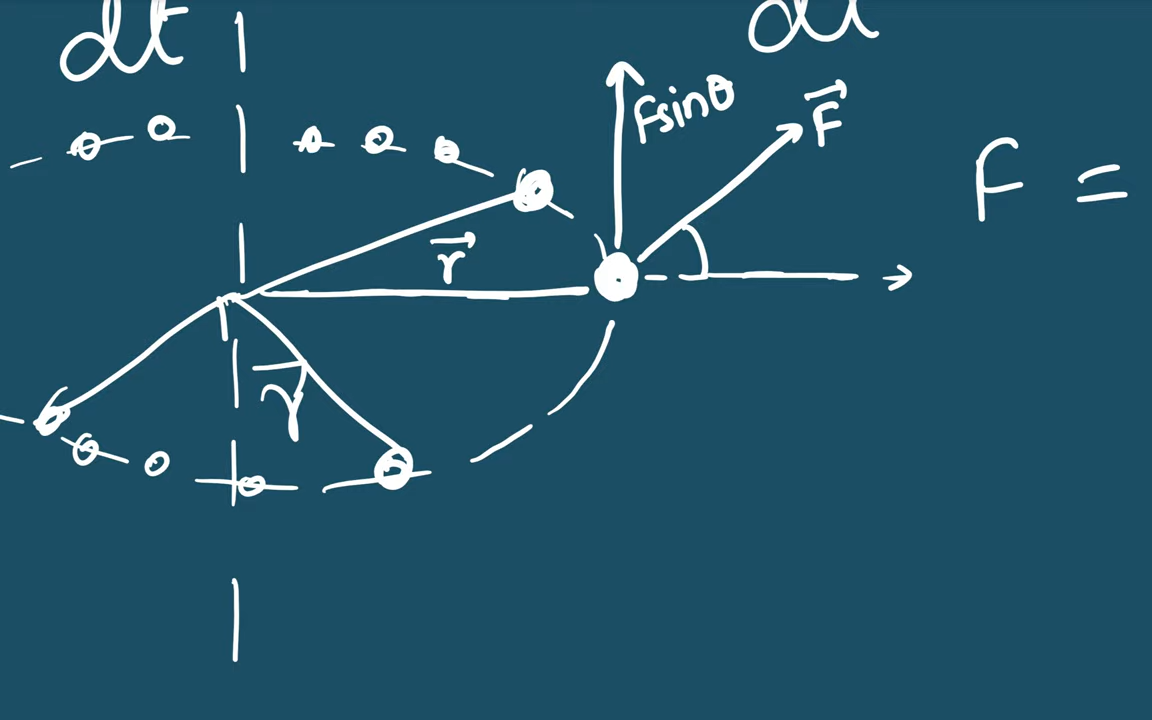 dt
dt
Fsinθ
F⃗
F =
r⃗
r